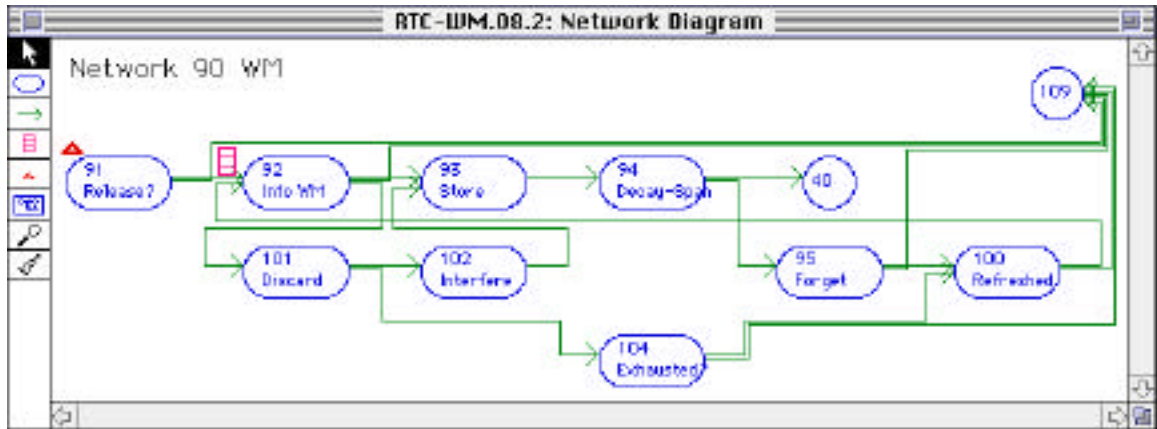 RTC-WM.08.2: Network Diagram
Network 90 WM
109
91
Release?
92
Into WM
93
Store
94
Decay-Span
40
101
Discard
102
Interfere
95
Forget
100
Refreshed
104
Exhausted